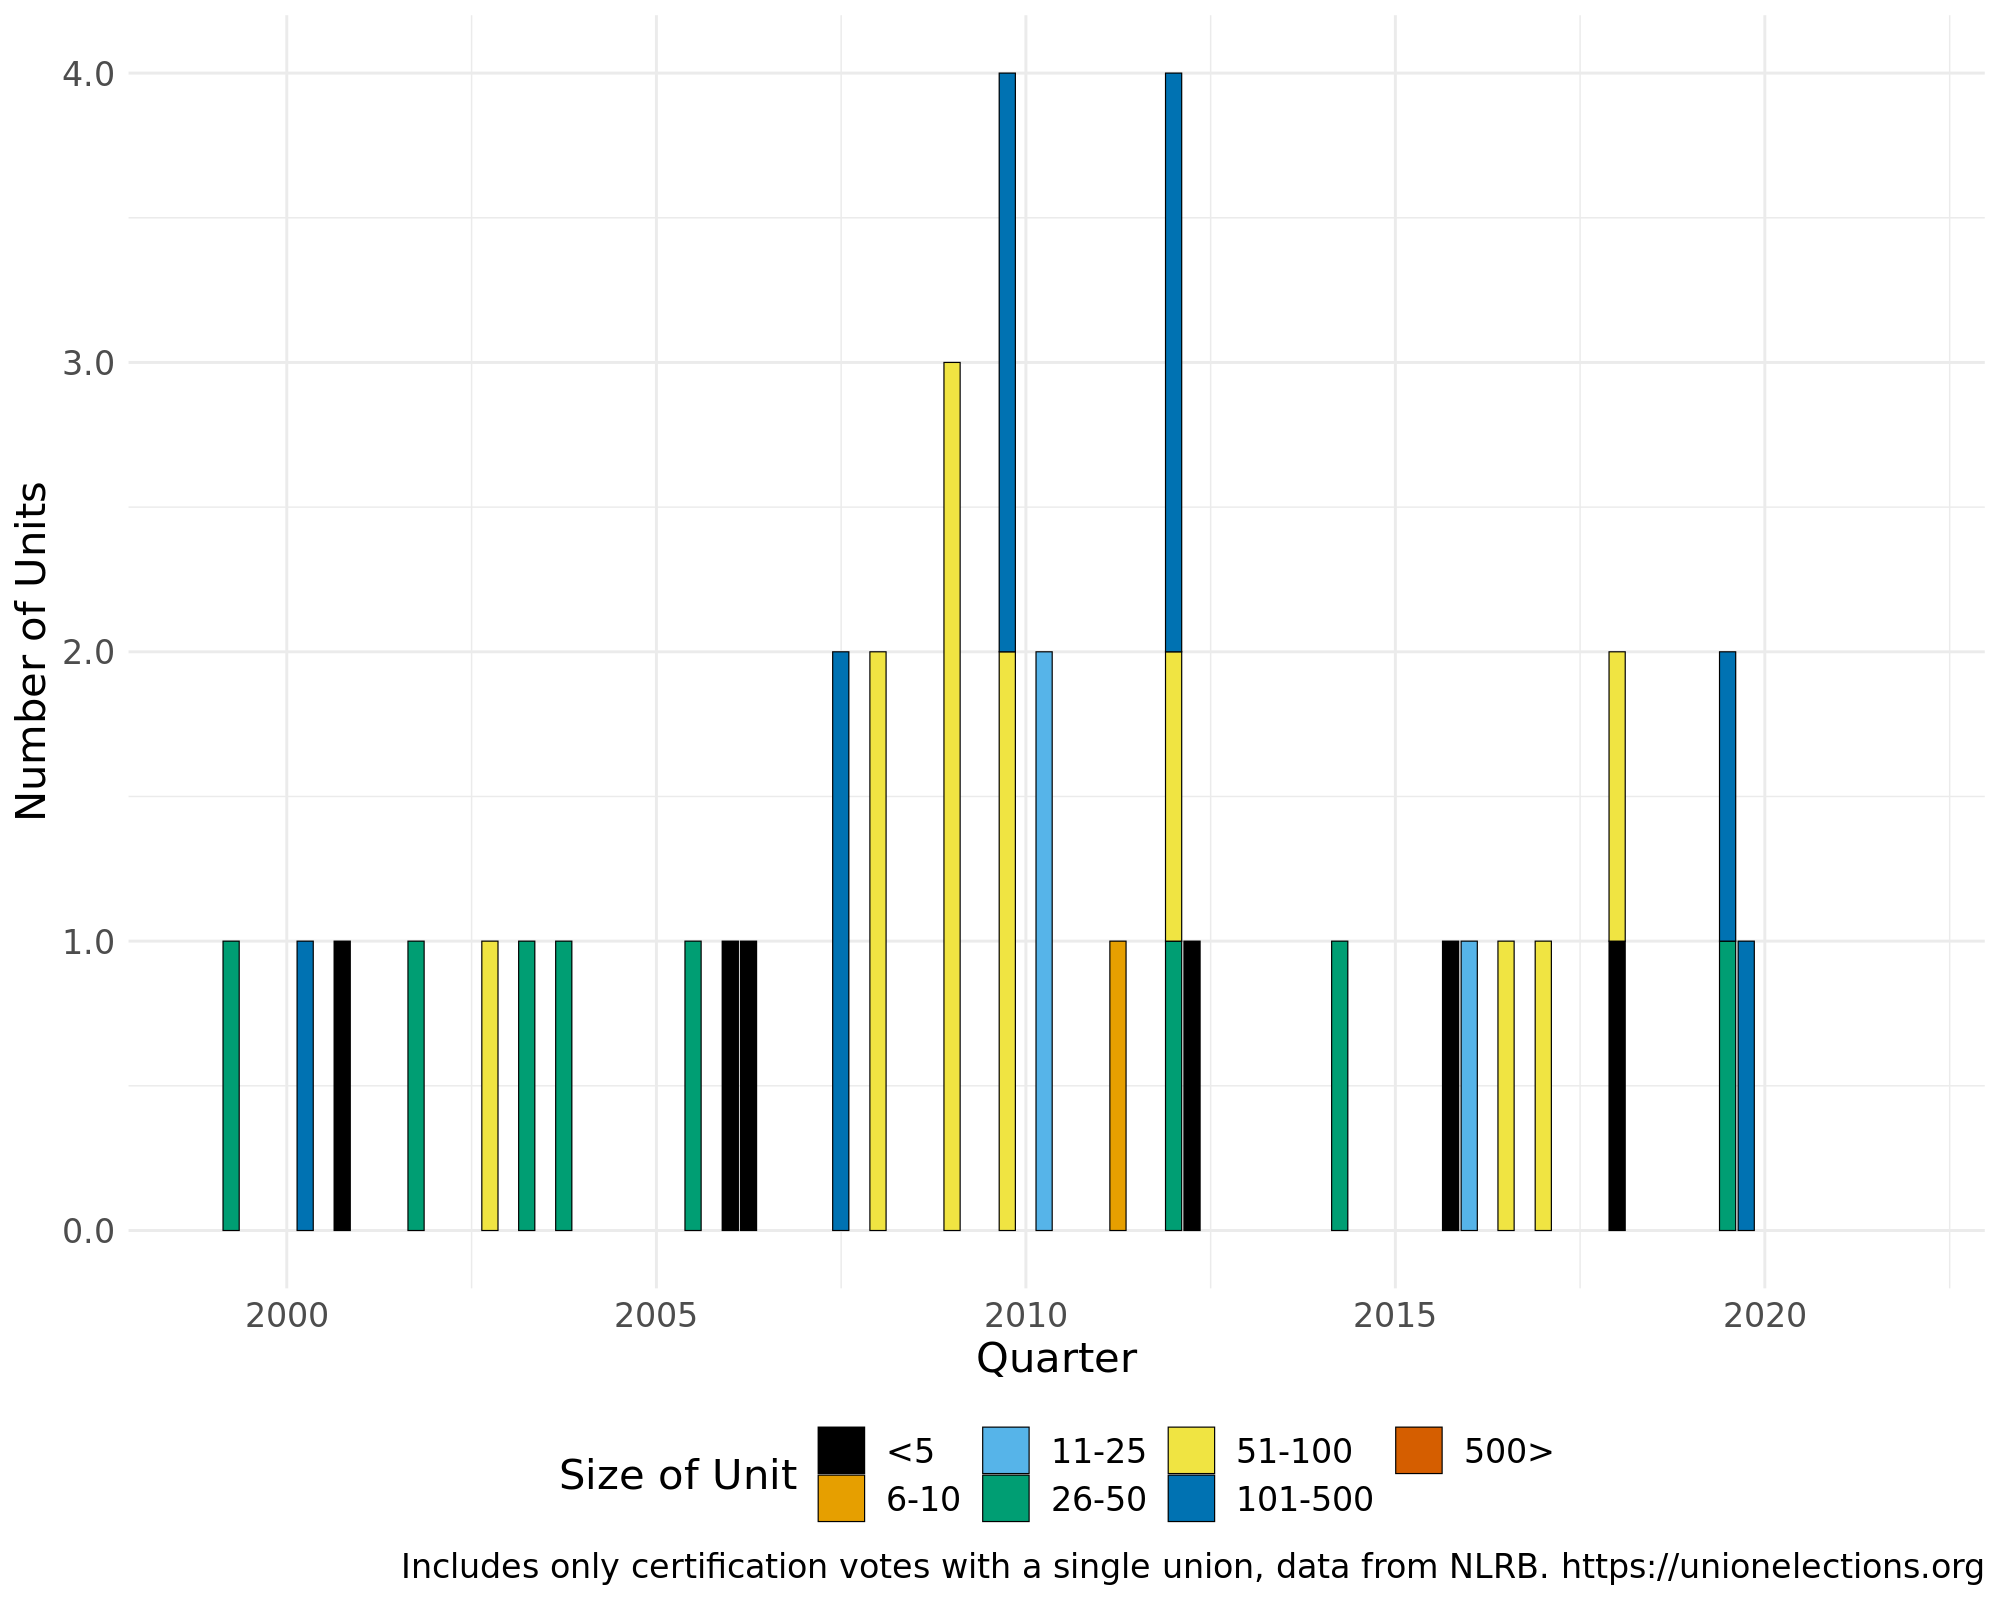 4.0
3.0
2.0
1.0
0.0
Number of Units
2000 2005 2010 2015 2020
Quarter
Size of Unit
<5 11-25 51-100 500>
6-10 26-50 101-500
Includes only certification votes with a single union, data from NLRB. https://unionelections.org